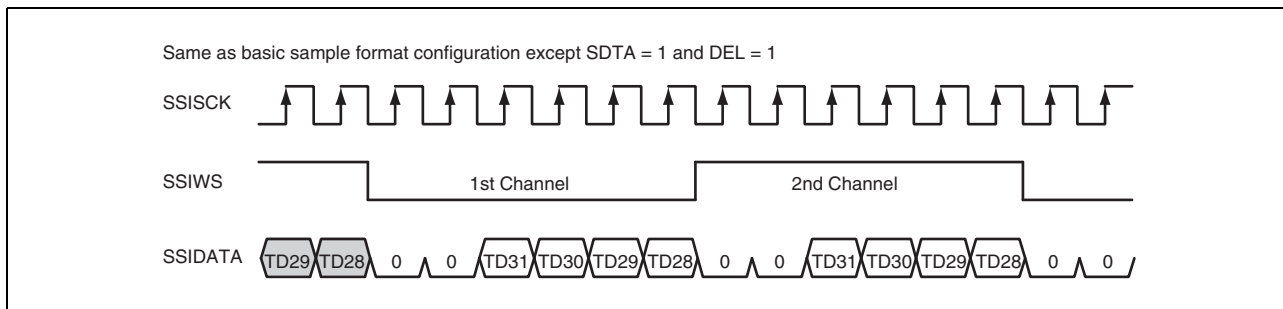 Same as basic sample format configuration except SDTA = 1 and DEL = 1
SSISCK
SSIWS 1st Channel 2nd Channel
SSIDATA TD29 TD28 0 0 TD31 TD30 TD29 TD28 0 0 TD31 TD30 TD29 TD28 0 0